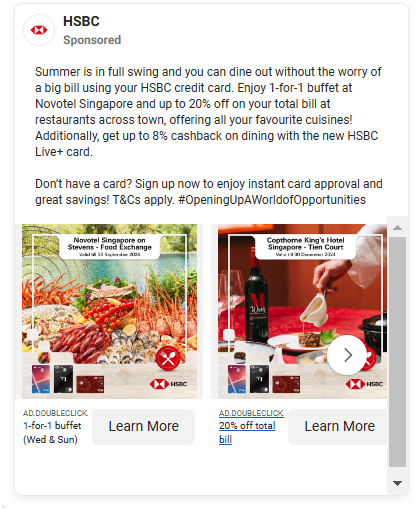 HSBC
Sponsored
Summer is in full swing and you can dine out without the worry of
a big bill using your HSBC credit card. Enjoy 1-for-1 buffet at
Novotel Singapore and up to 20% off on your total bill at
restaurants across town, offering all your favourite cuisines!
Additionally, get up to 8% cashback on dining with the new HSBC
Live+ card.
Don't have a card? Sign up now to enjoy instant card approval and
great savings! T&Cs apply. #OpeningUpAWorldofOpportunities
Novotel Singapore on
Stevens - Food Exchange
Valid till 30 September 2024
HSBC
Copthorne King's Hotel
Singapore - Tien Court
Valid till 30 December 2024
HSBC
AD.DOUBLECLICK.
1-for-1 buffet
(Wed & Sun)
Learn More
AD.DOUBLECLICK.
20% off total
bill
Learn More